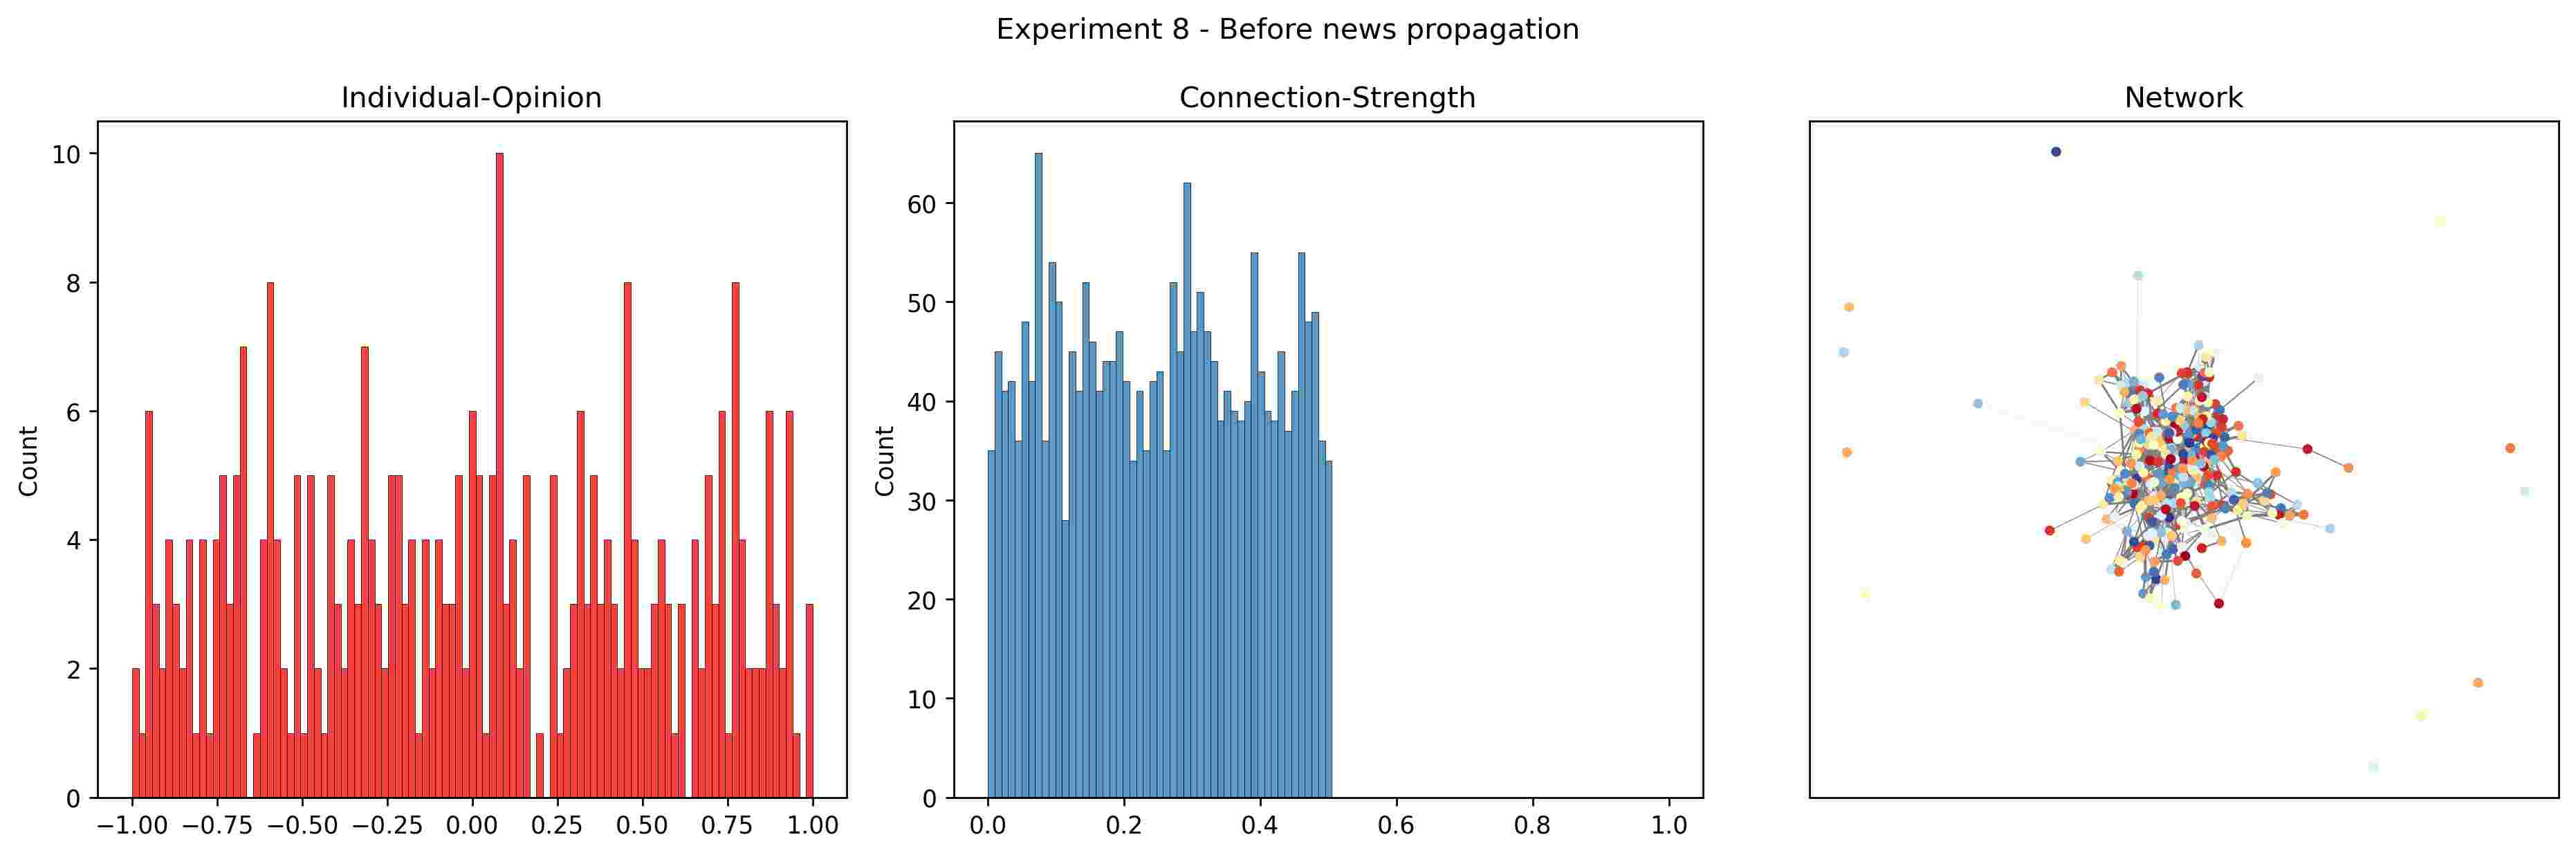 Experiment 8 - Before news propagation
Individual-Opinion
Count
10
8
6
4
2
0
−1.00 −0.75 −0.50 −0.25 0.00 0.25 0.50 0.75 1.00
Connection-Strength
Count
60
50
40
30
20
10
0
0.0 0.2 0.4 0.6 0.8 1.0
Network